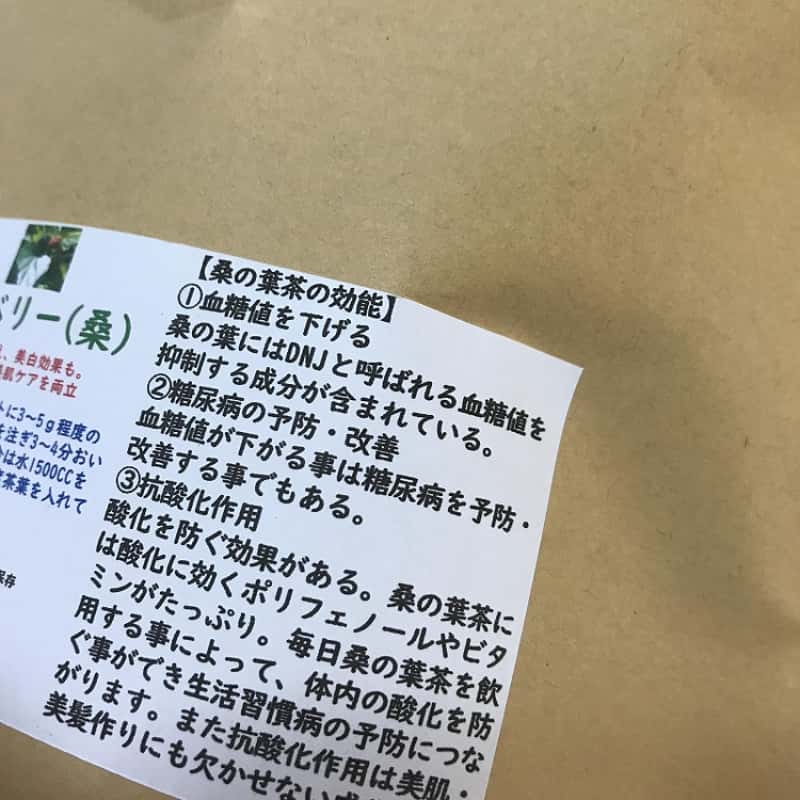 ベリー(桑)
、美白効果も。
肌ケアを両立
トに3～5g程度の
を注ぎ3～4分おい
は水1500CCを
茶葉を入れて
保存
【桑の葉茶の効能】
①血糖値を下げる
桑の葉にはDNJと呼ばれる血糖値を
抑制する成分が含まれている。
②糖尿病の予防・改善
血糖値が下がる事は糖尿病を予防・
改善する事でもある。
③抗酸化作用
酸化を防ぐ効果がある。桑の葉茶に
は酸化に効くポリフェノールやビタ
ミンがたっぷり。毎日桑の葉茶を飲
用する事によって、体内の酸化を防
ぐ事ができ生活習慣病の予防につな
がります。また抗酸化作用は美肌・
美髪作りにも欠かせない